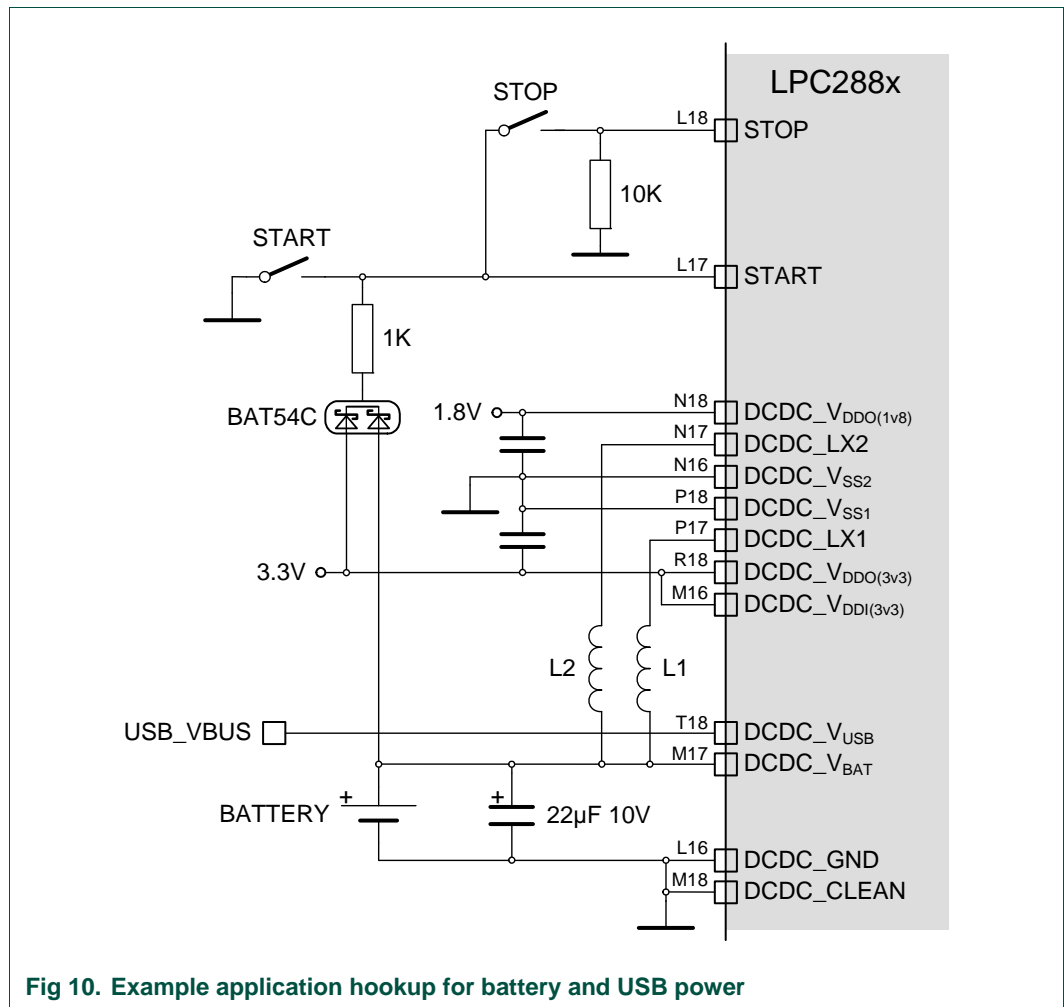 LPC288x
STOP
L18
STOP
10K
START
L17
START
1K
BAT54C
1.8V
N18
DCDC_VDDO(1v8)
N17
DCDC_LX2
N16
DCDC_VSS2
P18
DCDC_VSS1
P17
DCDC_LX1
3.3V
R18
DCDC_VDDO(3v3)
M16
DCDC_VDDI(3v3)
L2
L1
USB_VBUS
T18
DCDC_VUSB
M17
DCDC_VBAT
+
BATTERY
+
22µF 10V
L16
DCDC_GND
M18
DCDC_CLEAN
Fig 10. Example application hookup for battery and USB power